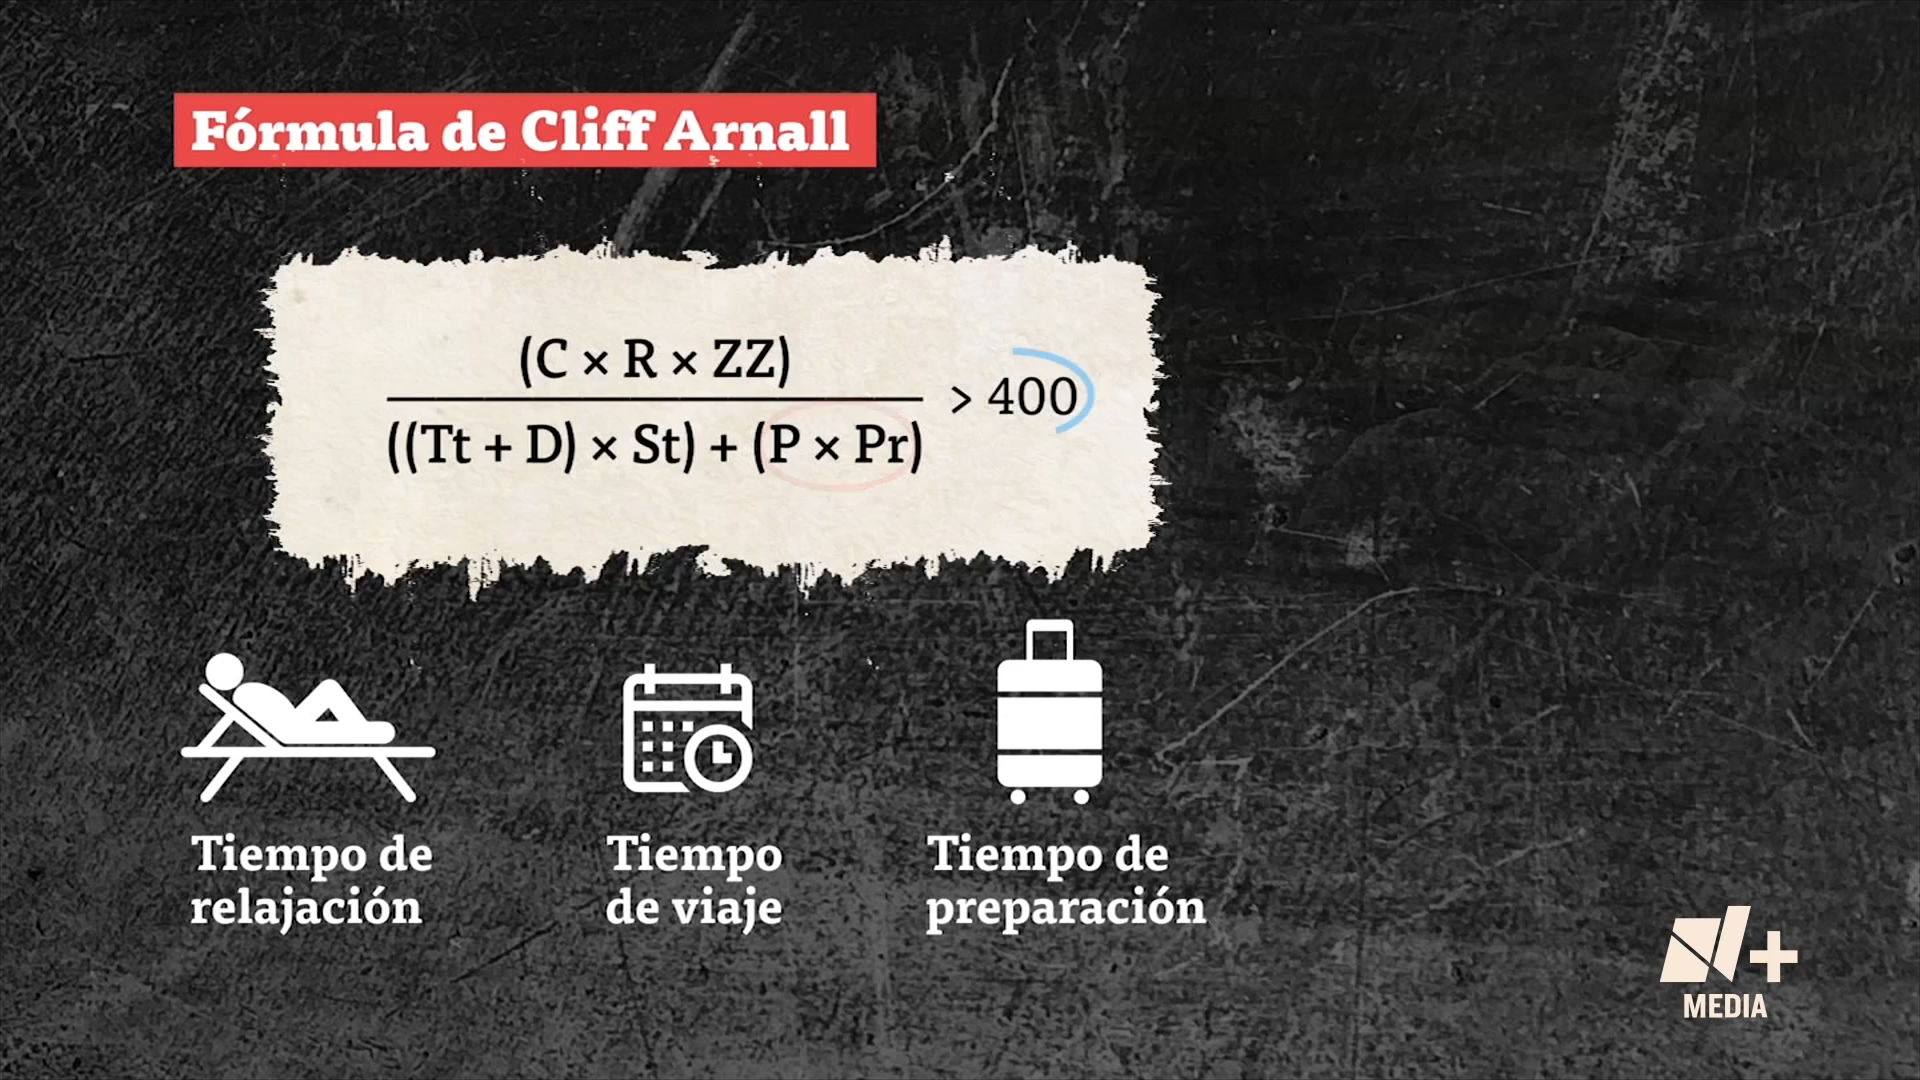 Fórmula de Cliff Arnall
(C × R × ZZ)
((Tt + D) × St) + (P × Pr)
> 400
Tiempo de
relajación
Tiempo
de viaje
Tiempo de
preparación
N+
MEDIA